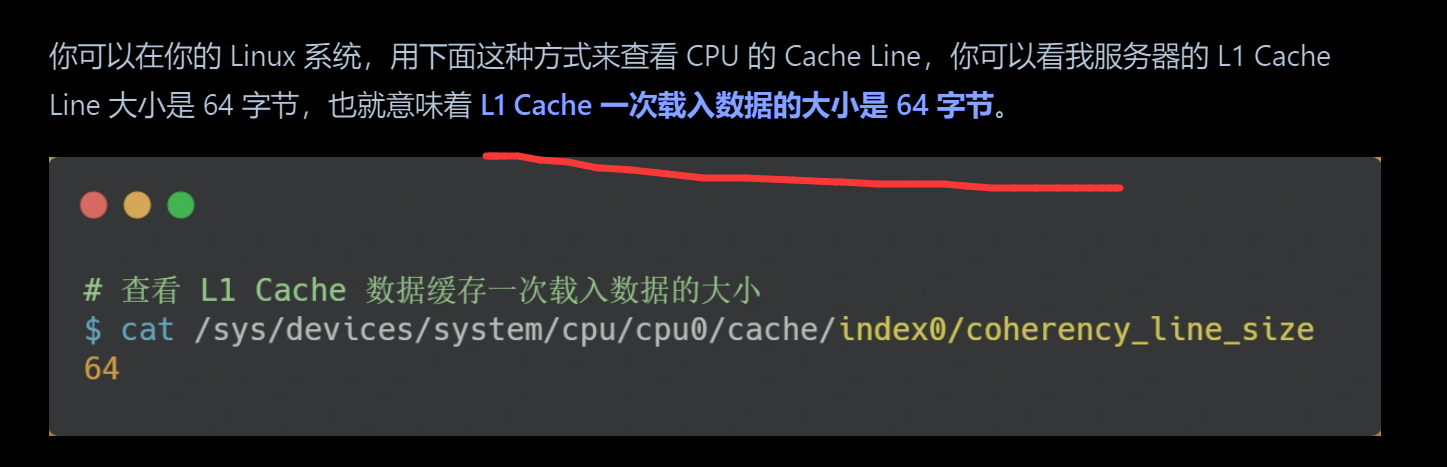 你可以在你的 Linux 系统，用下面这种方式来查看 CPU 的 Cache Line，你可以看我服务器的 L1 Cache
Line 大小是 64 字节，也就意味着 L1 Cache 一次载入数据的大小是 64 字节。
# 查看 L1 Cache 数据缓存一次载入数据的大小
$ cat /sys/devices/system/cpu/cpu0/cache/index0/coherency_line_size
64